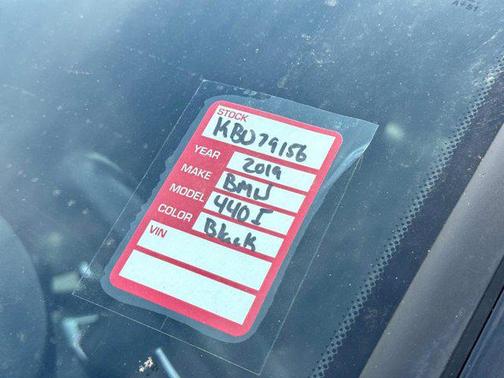 STOCK
KBU79156
YEAR 2019
MAKE BMW
MODEL 440I
COLOR Black
VIN